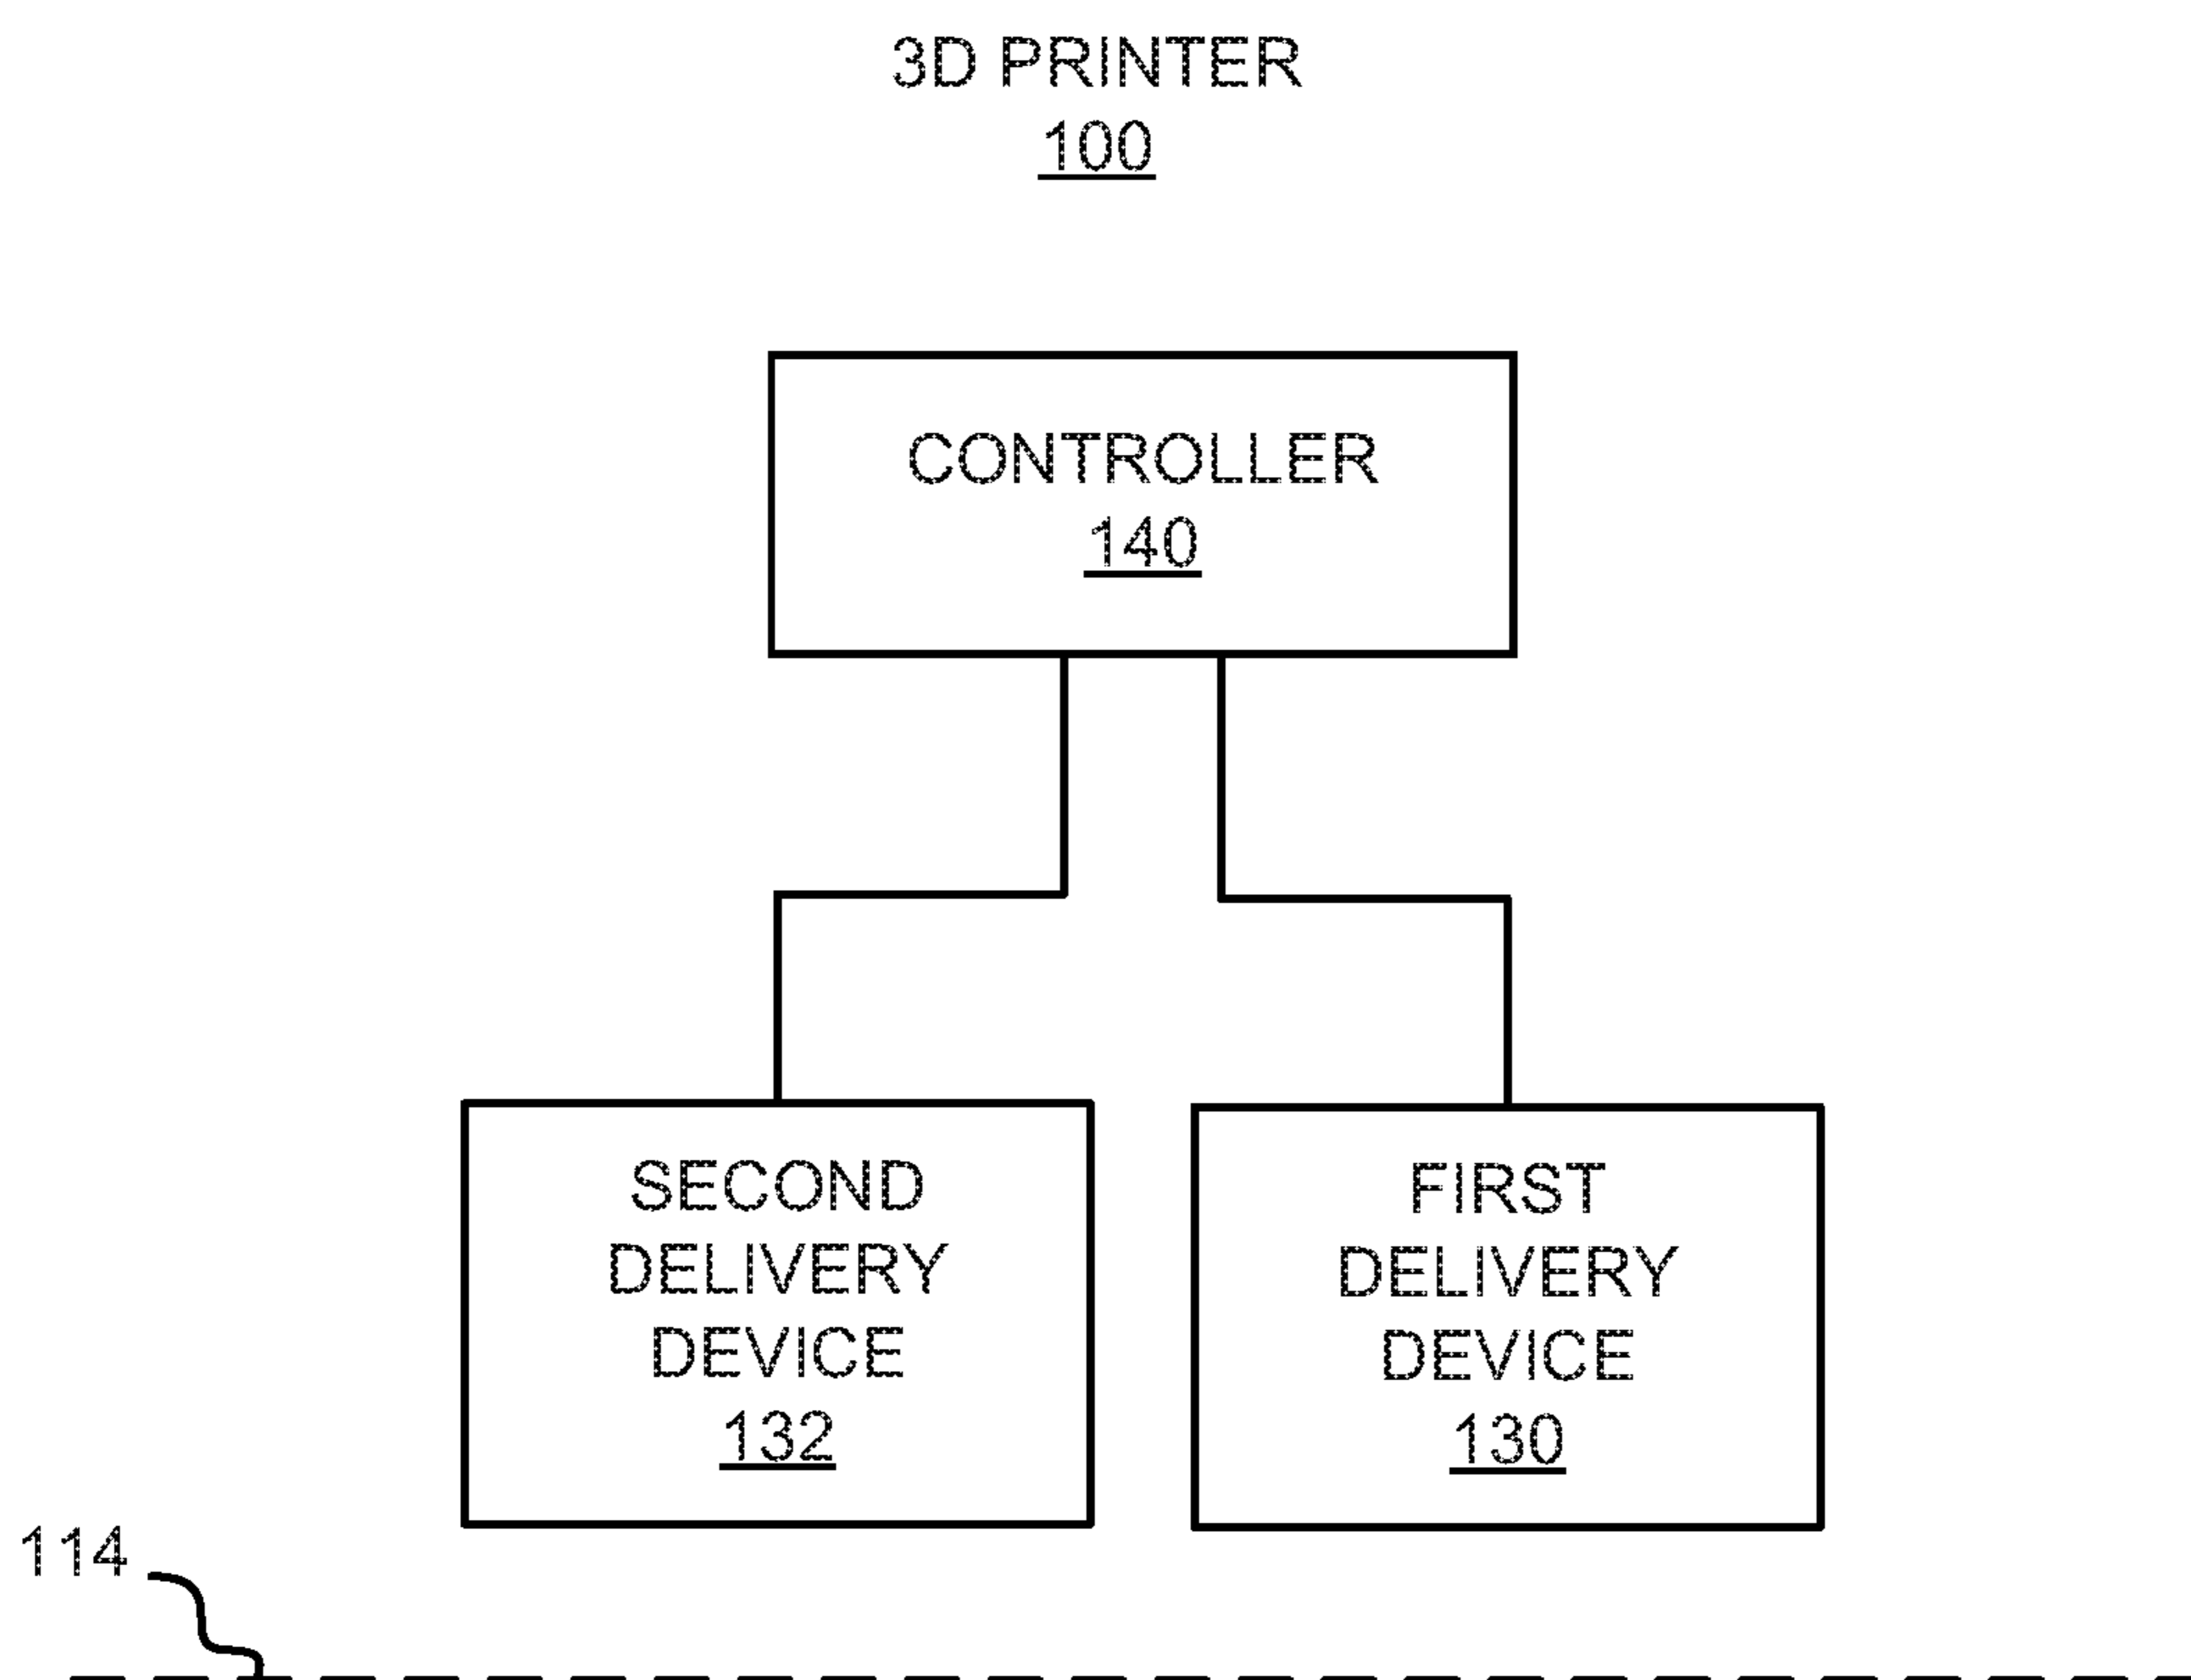 3D PRINTER
100
CONTROLLER
140
SECOND
DELIVERY
DEVICE
132
FIRST
DELIVERY
DEVICE
130
114